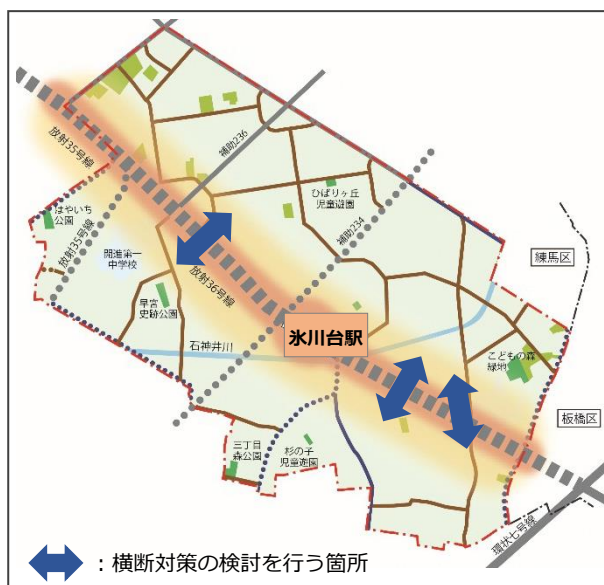 放射35号線
補助236
ひばりヶ丘
児童遊園
補助234
はやいち
公園
放射35号線
開進第一
中学校
練馬区
放射36号線
早宮
史跡公園
氷川台駅
石神井川
こどもの森
緑地
板橋区
三丁目
森公園
杉の子
児童遊園
環状七号線
：横断対策の検討を行う箇所